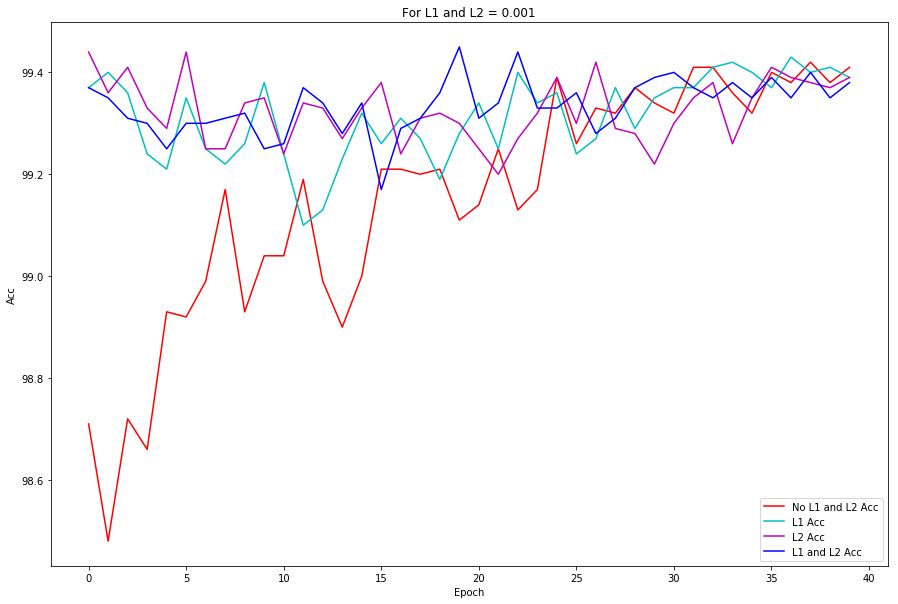 For L1 and L2 = 0.001
99.4
99.2
99.0
98.8
98.6
Acc
0 5 10 15 20 25 30 35 40
Epoch
No L1 and L2 Acc
L1 Acc
L2 Acc
L1 and L2 Acc